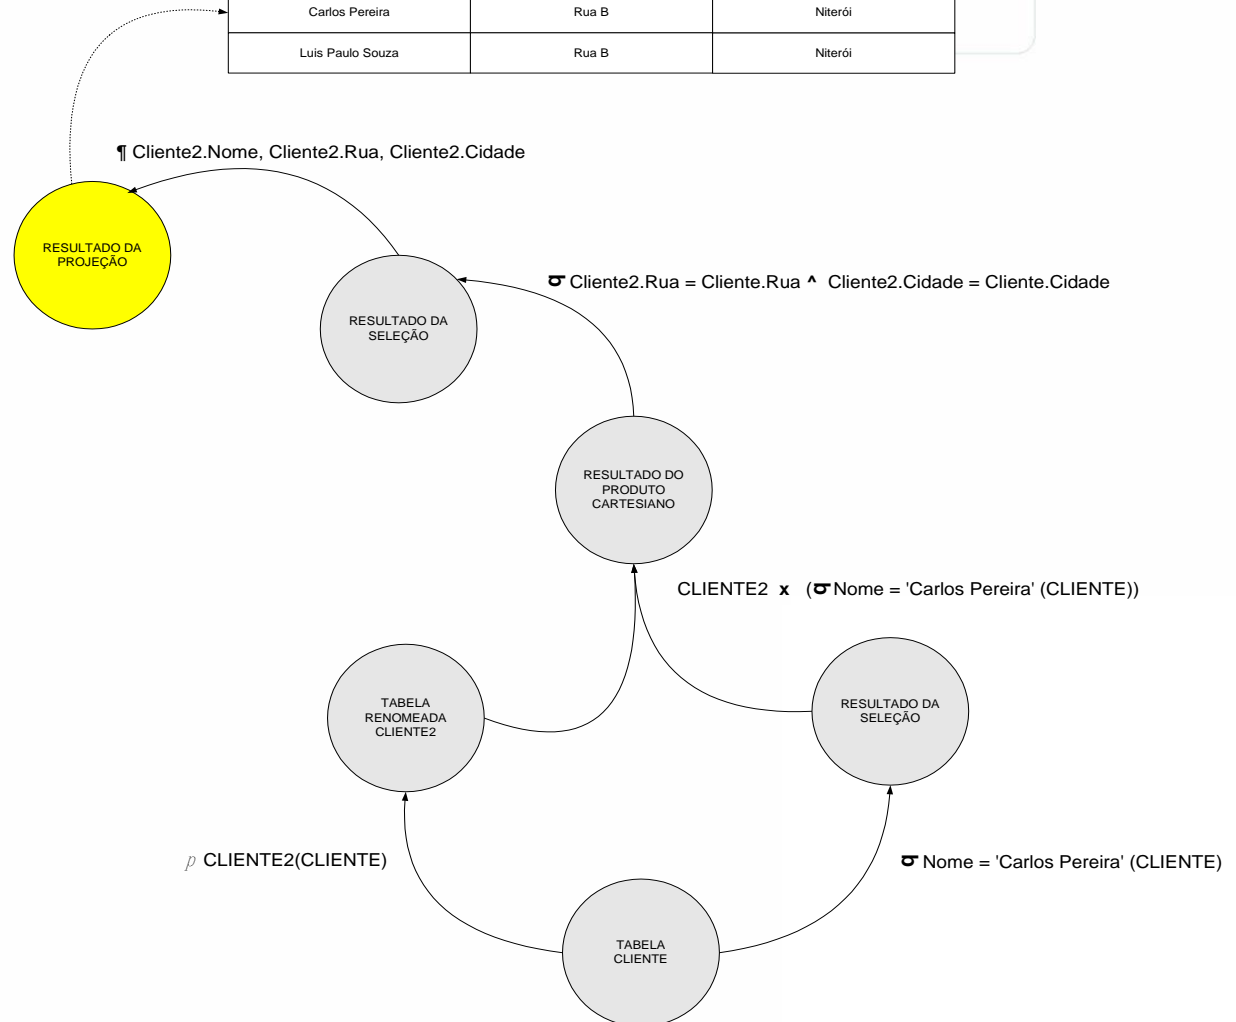 Carlos Pereira Rua B Niterói
Luis Paulo Souza Rua B Niterói
¶ Cliente2.Nome, Cliente2.Rua, Cliente2.Cidade
RESULTADO DA
PROJEÇÃO
σ Cliente2.Rua = Cliente.Rua ^ Cliente2.Cidade = Cliente.Cidade
RESULTADO DA
SELEÇÃO
RESULTADO DO
PRODUTO
CARTESIANO
CLIENTE2 x (σ Nome = 'Carlos Pereira' (CLIENTE))
TABELA
RENOMEADA
CLIENTE2
RESULTADO DA
SELEÇÃO
p CLIENTE2(CLIENTE)
σ Nome = 'Carlos Pereira' (CLIENTE)
TABELA
CLIENTE